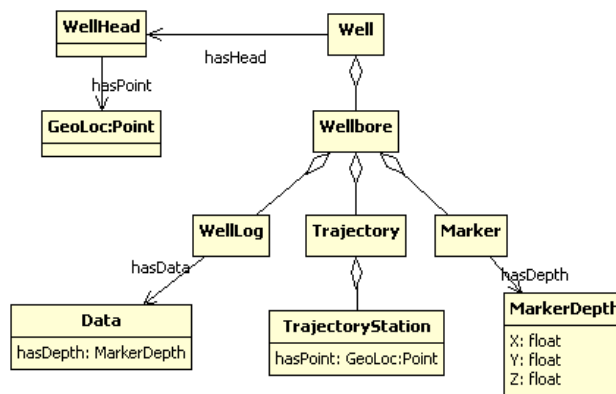 WellHead
Well
hasHead
hasPoint
GeoLoc:Point
Wellbore
WellLog
Trajectory
Marker
hasData
hasDepth
Data
hasDepth: MarkerDepth
TrajectoryStation
hasPoint: GeoLoc:Point
MarkerDepth
X: float
Y: float
Z: float